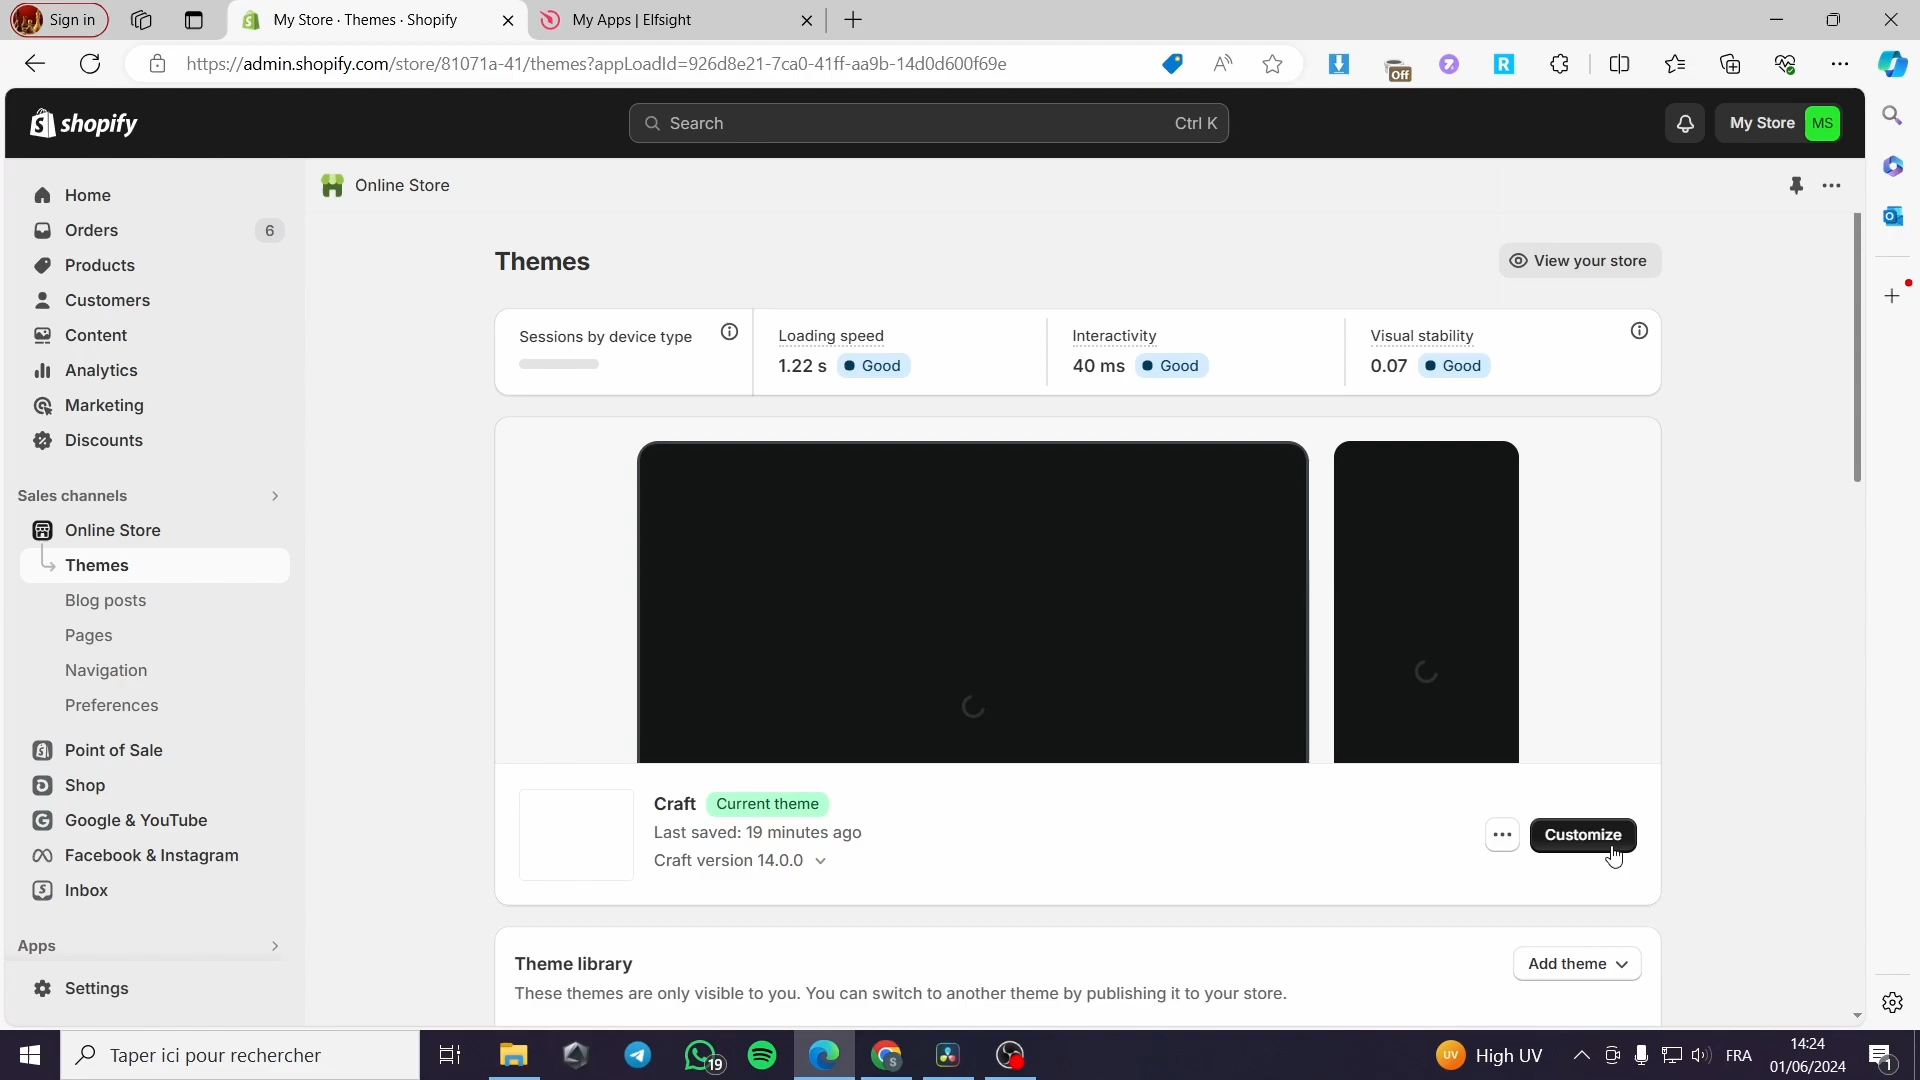 Sign in
My Store · Themes · Shopify
My Apps | Elfsight
https://admin.shopify.com/store/81071a-41/themes?appLoadId=926d8e21-7ca0-41ff-aa9b-14d0d600f69e
Off
shopify
Search
Ctrl K
My Store
MS
Home
Orders
6
Products
Customers
Content
Analytics
Marketing
Discounts
Sales channels
Online Store
Themes
Blog posts
Pages
Navigation
Preferences
Point of Sale
Shop
Google & YouTube
Facebook & Instagram
Inbox
Apps
Settings
Online Store
Themes
View your store
Sessions by device type
Loading speed
1.22 s
Good
Interactivity
40 ms
Good
Visual stability
0.07
Good
Craft
Current theme
Last saved: 19 minutes ago
Craft version 14.0.0
Customize
Theme library
Add theme
These themes are only visible to you. You can switch to another theme by publishing it to your store.
Taper ici pour rechercher
19
UV
High UV
FRA
14:24
01/06/2024
1